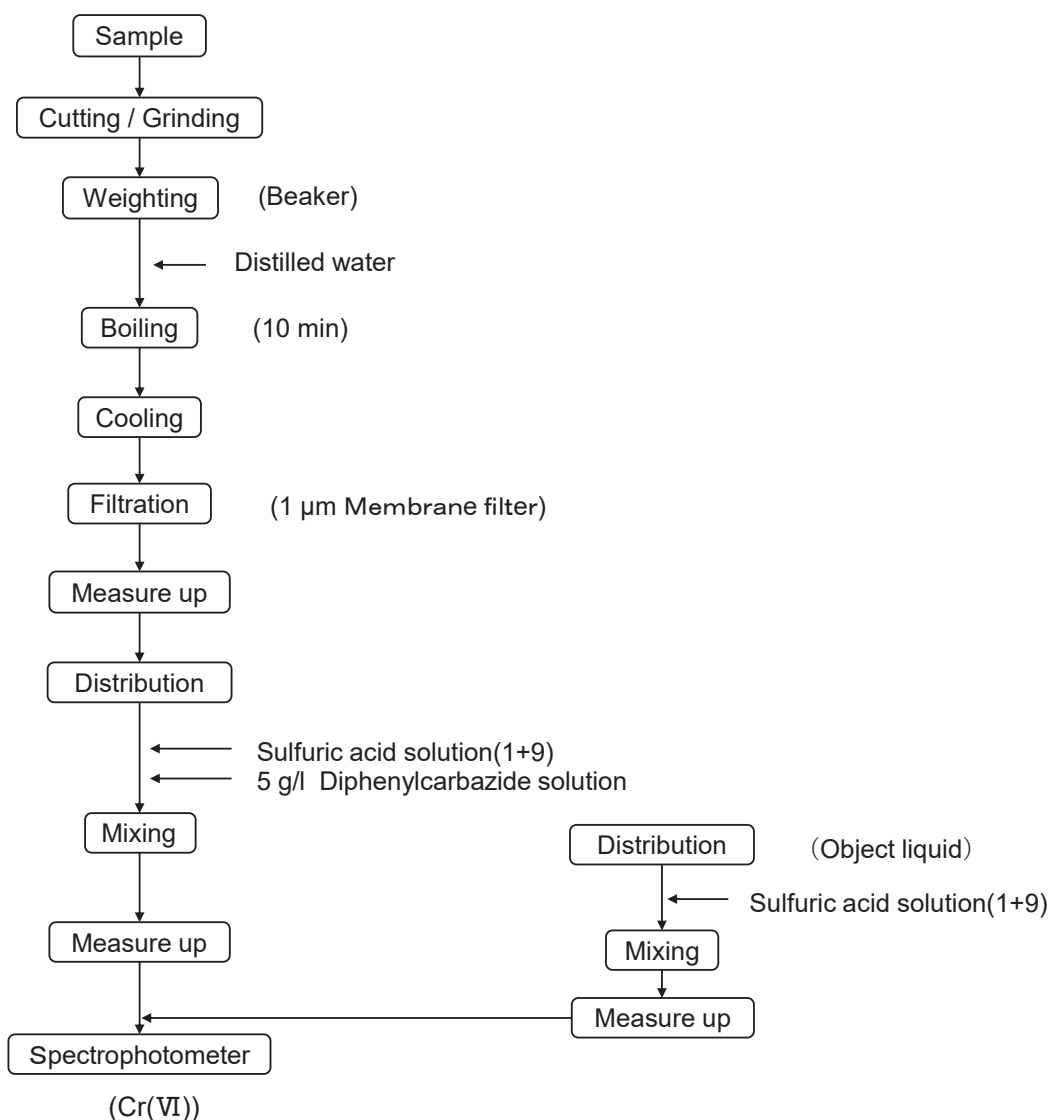 Sample
Cutting / Grinding
Weighting (Beaker)
Distilled water
Boiling (10 min)
Cooling
Filtration (1 μm Membrane filter)
Measure up
Distribution
Sulfuric acid solution(1+9)
5 g/l Diphenylcarbazide solution
Mixing
Measure up
Distribution （Object liquid）
Sulfuric acid solution(1+9)
Mixing
Measure up
Spectrophotometer
(Cr(Ⅵ))